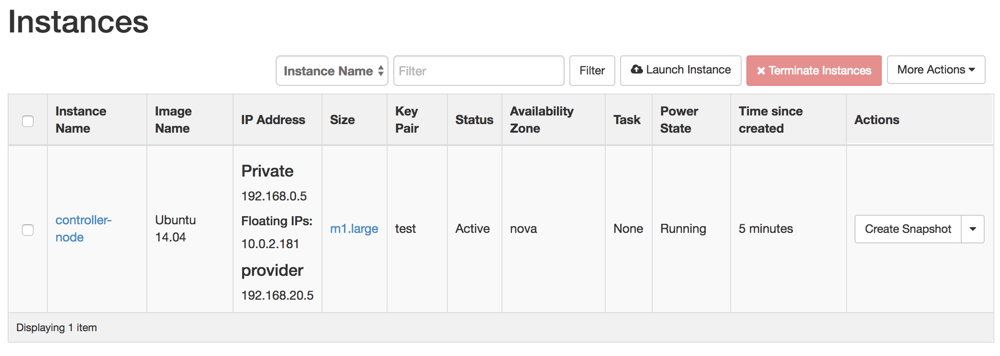 Instances
Instance Name Filter Filter Launch Instance Terminate Instances More Actions
Instance Name Image Name IP Address Size Key Pair Status Availability Zone Task Power State Time since created Actions
Private
192.168.0.5
controller-node Ubuntu 14.04 Floating IPs: m1.large test Active nova None Running 5 minutes Create Snapshot
10.0.2.181
provider
192.168.20.5
Displaying 1 item